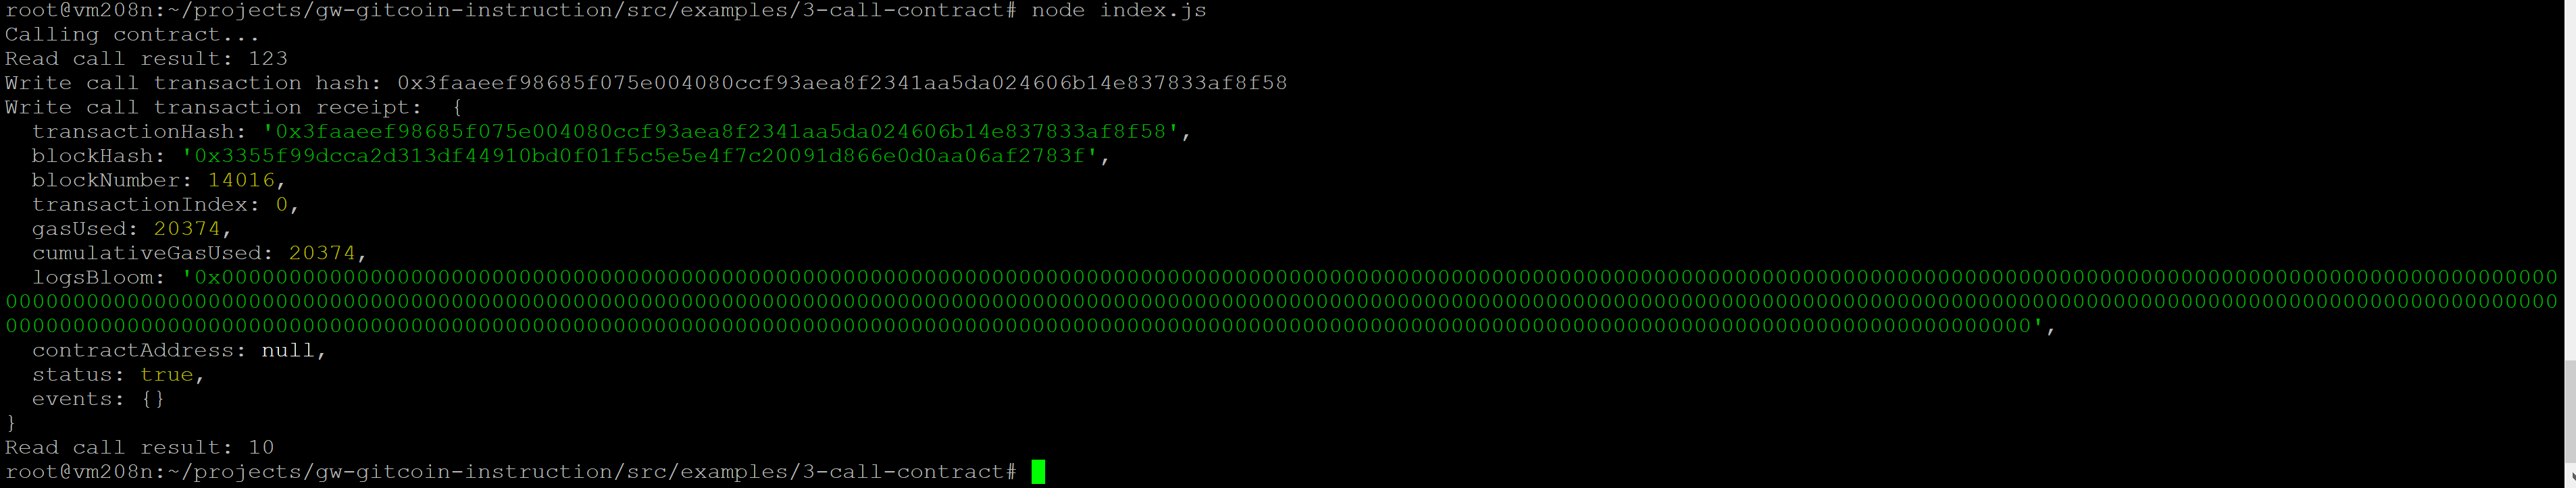 root@vm208n:~/projects/gw-gitcoin-instruction/src/examples/3-call-contract# node index.js
Calling contract...
Read call result: 123
Write call transaction hash: 0x3faaeef98685f075e004080ccf93aea8f2341aa5da024606b14e837833af8f58
Write call transaction receipt:  {
  transactionHash: '0x3faaeef98685f075e004080ccf93aea8f2341aa5da024606b14e837833af8f58',
  blockHash: '0x3355f99dcca2d313df44910bd0f01f5c5e5e4f7c20091d866e0d0aa06af2783f',
  blockNumber: 14016,
  transactionIndex: 0,
  gasUsed: 20374,
  cumulativeGasUsed: 20374,
  logsBloom: '0x00000000000000000000000000000000000000000000000000000000000000000000000000000000000000000000000000000000000000000000000000000000000000000000000000000000000000000000000000000
000000000000000000000000000000000000000000000000000000000000000000000000000000000000000000000000000000000000000000000000000000000000000000000000000000000000000000000000000000000000000000000
000000000000000000000000000000000000000000000000000000000000000000000000000000000000000000000000000000000000000000000000000000000000000000000000000000',
  contractAddress: null,
  status: true,
  events: {}
}
Read call result: 10
root@vm208n:~/projects/gw-gitcoin-instruction/src/examples/3-call-contract#